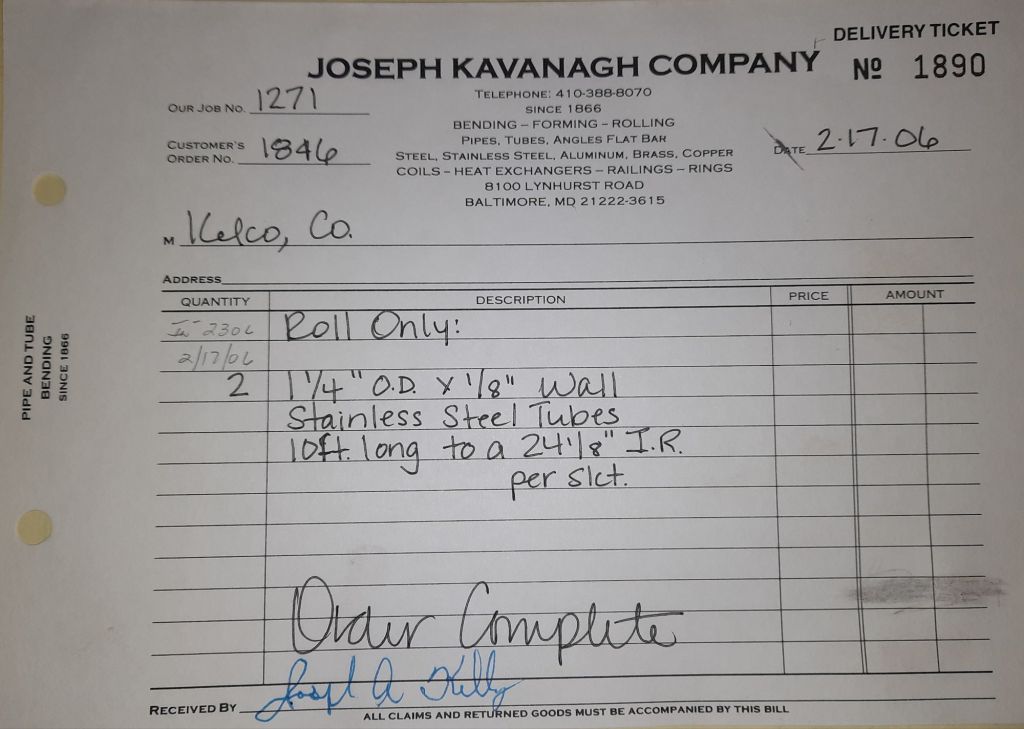 DELIVERY TICKET
JOSEPH KAVANAGH COMPANY
Nº 1890
TELEPHONE: 410-388-8070
SINCE 1866
BENDING – FORMING – ROLLING
PIPES, TUBES, ANGLES FLAT BAR
STEEL, STAINLESS STEEL, ALUMINUM, BRASS, COPPER
COILS – HEAT EXCHANGERS – RAILINGS – RINGS
8100 LYNHURST ROAD
BALTIMORE, MD 21222-3615
OUR JOB NO. 1271
CUSTOMER'S
ORDER NO. 1846
DATE 2·17·06
M Kelco, Co.
ADDRESS
QUANTITY DESCRIPTION PRICE AMOUNT
Roll Only:
2/17/06
2 1 1/4" O.D. x 1/8" Wall
Stainless Steel Tubes
10ft. long to a 24 1/8" I.R.
per slct.
Order Complete
Joseph A Kelly
RECEIVED BY
ALL CLAIMS AND RETURNED GOODS MUST BE ACCOMPANIED BY THIS BILL
PIPE AND TUBE
BENDING
SINCE 1866